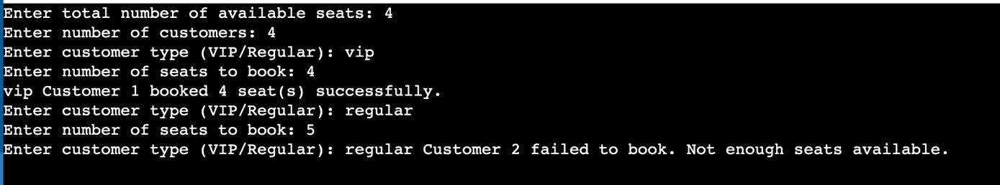 Enter total number of available seats: 4
Enter number of customers: 4
Enter customer type (VIP/Regular): vip
Enter number of seats to book: 4
vip Customer 1 booked 4 seat(s) successfully.
Enter customer type (VIP/Regular): regular
Enter number of seats to book: 5
Enter customer type (VIP/Regular): regular Customer 2 failed to book. Not enough seats available.